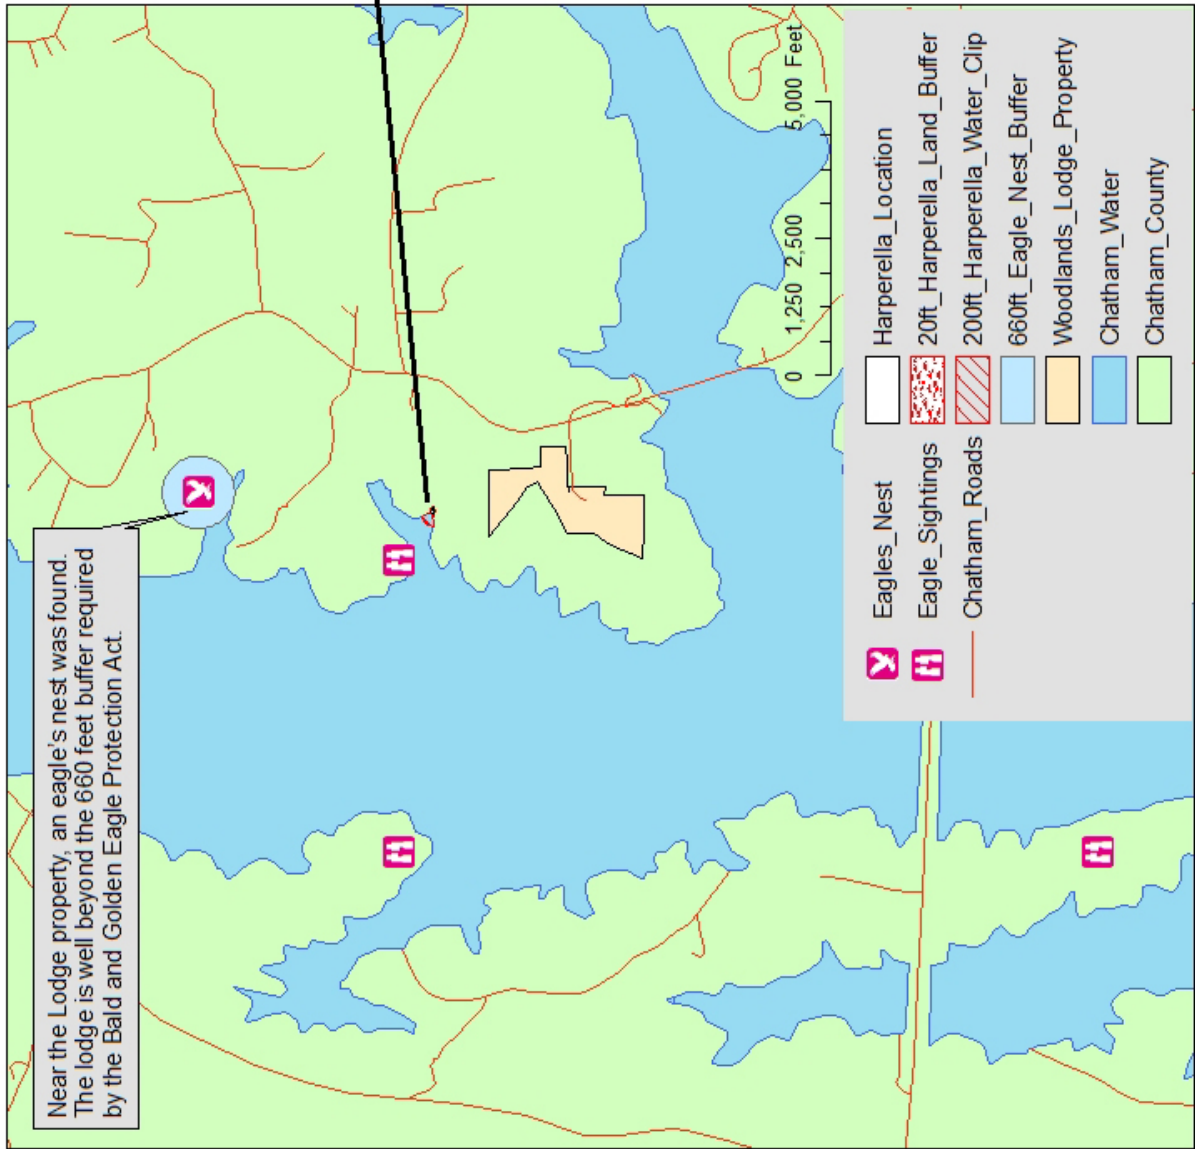 Near the Lodge property, an eagle's nest was found.
The lodge is well beyond the 660 feet buffer required
by the Bald and Golden Eagle Protection Act.
0 1,250 2,500 5,000 Feet
Eagles_Nest
Eagle_Sightings
Chatham_Roads
Harperella_Location
20ft_Harperella_Land_Buffer
200ft_Harperella_Water_Clip
660ft_Eagle_Nest_Buffer
Woodlands_Lodge_Property
Chatham_Water
Chatham_County